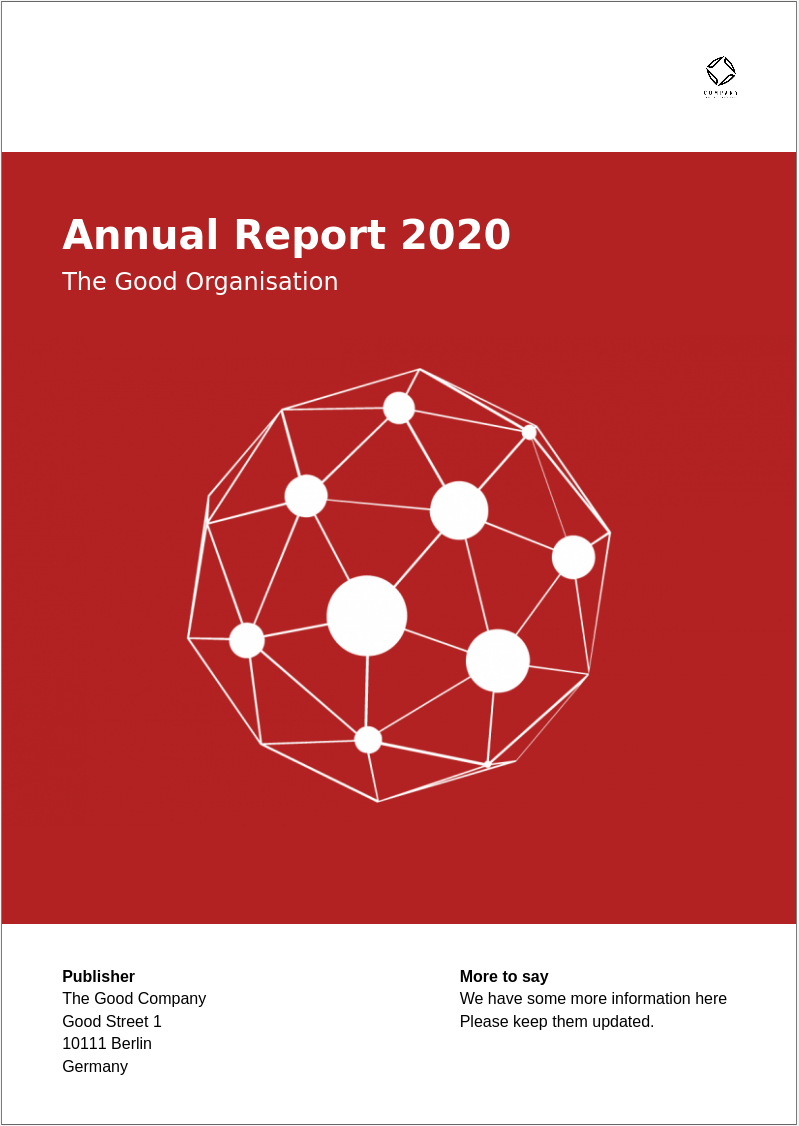 COMPANY
Annual Report 2020
The Good Organisation
Publisher
The Good Company
Good Street 1
10111 Berlin
Germany
More to say
We have some more information here
Please keep them updated.